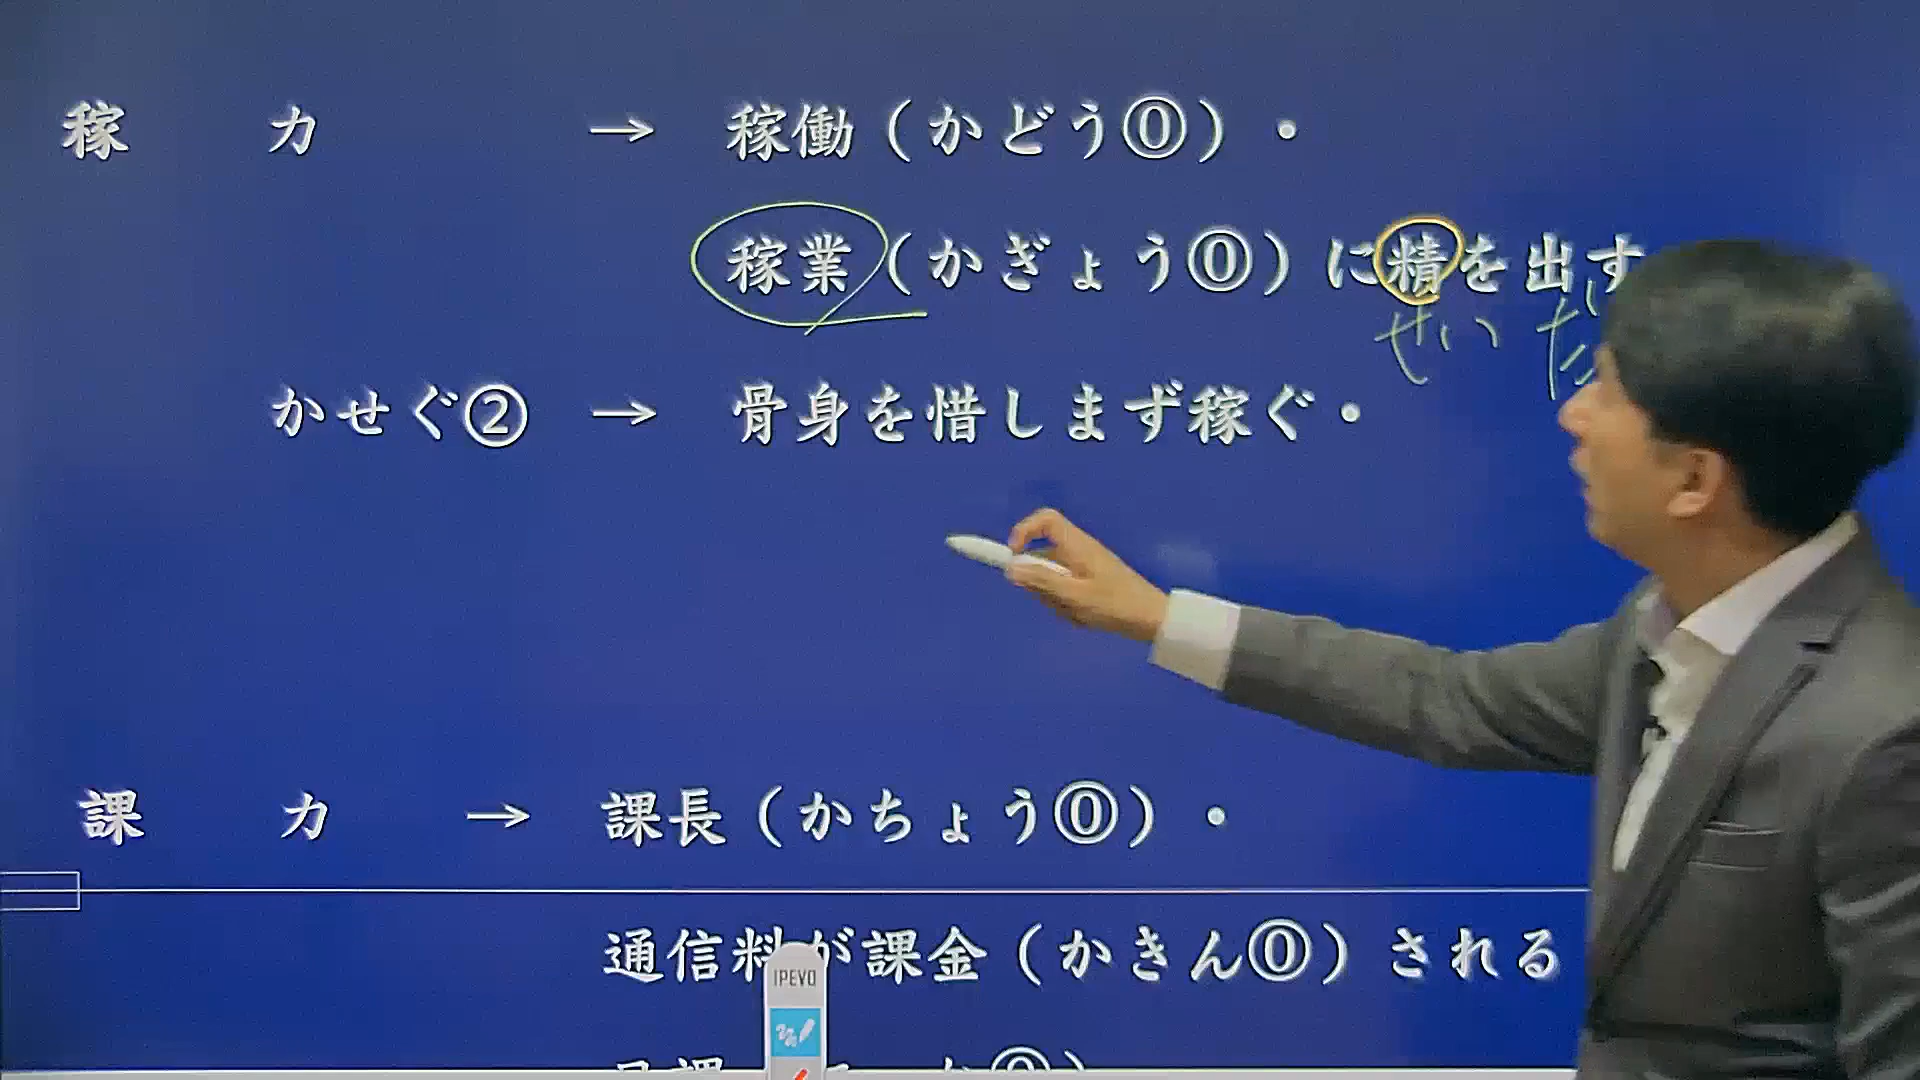 稼 カ → 稼働（かどう⓪）・
稼業（かぎょう⓪）に精を出す
せい だ
かせぐ② → 骨身を惜しまず稼ぐ・
課 カ → 課長（かちょう⓪）・
通信料が課金（かきん⓪）される
IPEVO